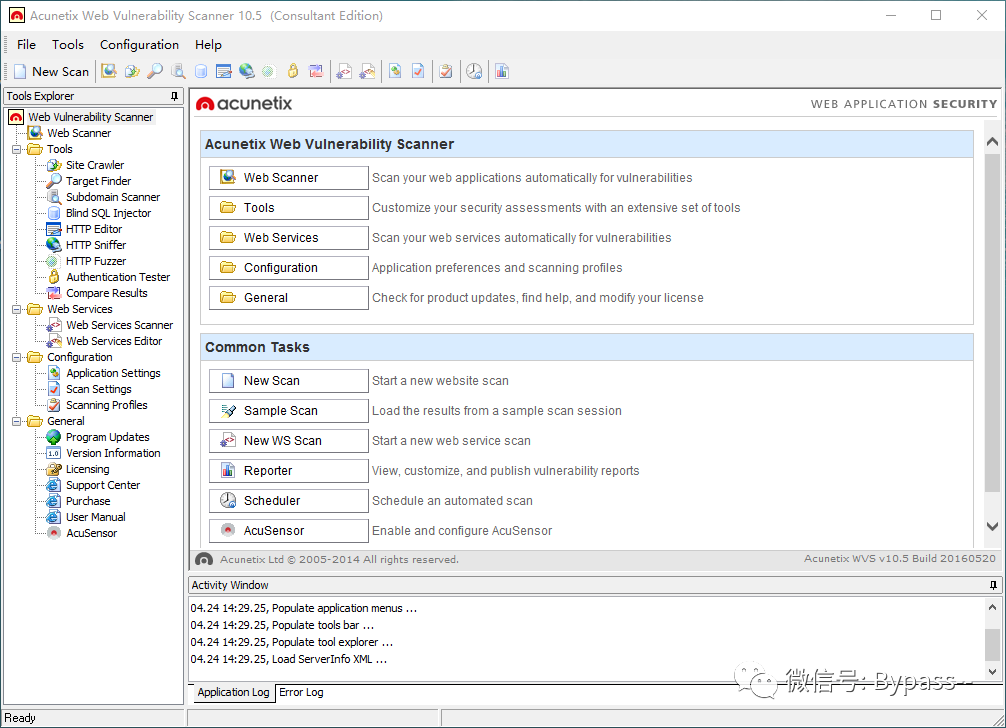 Acunetix Web Vulnerability Scanner 10.5 (Consultant Edition)
File Tools Configuration Help
New Scan
Tools Explorer
Web Vulnerability Scanner
Web Scanner
Tools
Site Crawler
Target Finder
Subdomain Scanner
Blind SQL Injector
HTTP Editor
HTTP Sniffer
HTTP Fuzzer
Authentication Tester
Compare Results
Web Services
Web Services Scanner
Web Services Editor
Configuration
Application Settings
Scan Settings
Scanning Profiles
General
Program Updates
1.0 Version Information
Licensing
Support Center
Purchase
User Manual
AcuSensor
acunetix WEB APPLICATION SECURITY
Acunetix Web Vulnerability Scanner
Web Scanner Scan your web applications automatically for vulnerabilities
Tools Customize your security assessments with an extensive set of tools
Web Services Scan your web services automatically for vulnerabilities
Configuration Application preferences and scanning profiles
General Check for product updates, find help, and modify your license
Common Tasks
New Scan Start a new website scan
Sample Scan Load the results from a sample scan session
New WS Scan Start a new web service scan
Reporter View, customize, and publish vulnerability reports
Scheduler Schedule an automated scan
AcuSensor Enable and configure AcuSensor
Acunetix Ltd © 2005-2014 All rights reserved. Acunetix WVS v10.5 Build 20160520
Activity Window
04.24 14:29.25, Populate application menus ...
04.24 14:29.25, Populate tools bar ...
04.24 14:29.25, Populate tool explorer ...
04.24 14:29.25, Load ServerInfo XML ...
Application Log Error Log
微信号: Bypass--
Ready